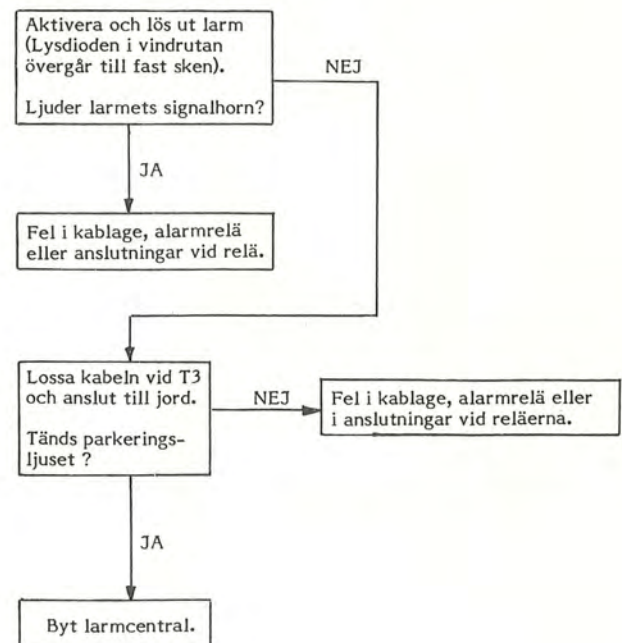 Aktivera och lös ut larm
(Lysdioden i vindrutan
övergår till fast sken).
Ljuder larmets signalhorn?
NEJ
JA
Fel i kablage, alarmrelä
eller anslutningar vid relä.
Lossa kabeln vid T3
och anslut till jord.
Tänds parkerings-
ljuset ?
NEJ
Fel i kablage, alarmrelä eller
i anslutningar vid reläerna.
JA
Byt larmcentral.